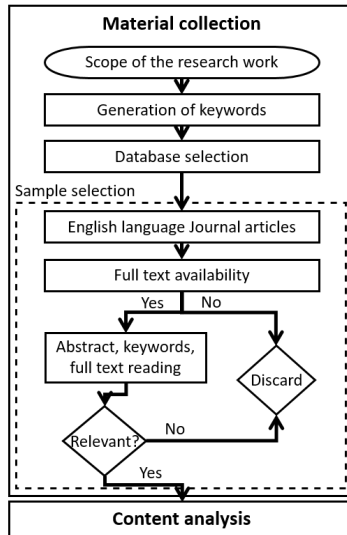 Material collection
Scope of the research work
Generation of keywords
Database selection
Sample selection
English language Journal articles
Full text availability
Yes No
Abstract, keywords,
full text reading
Discard
Relevant?
No
Yes
Content analysis